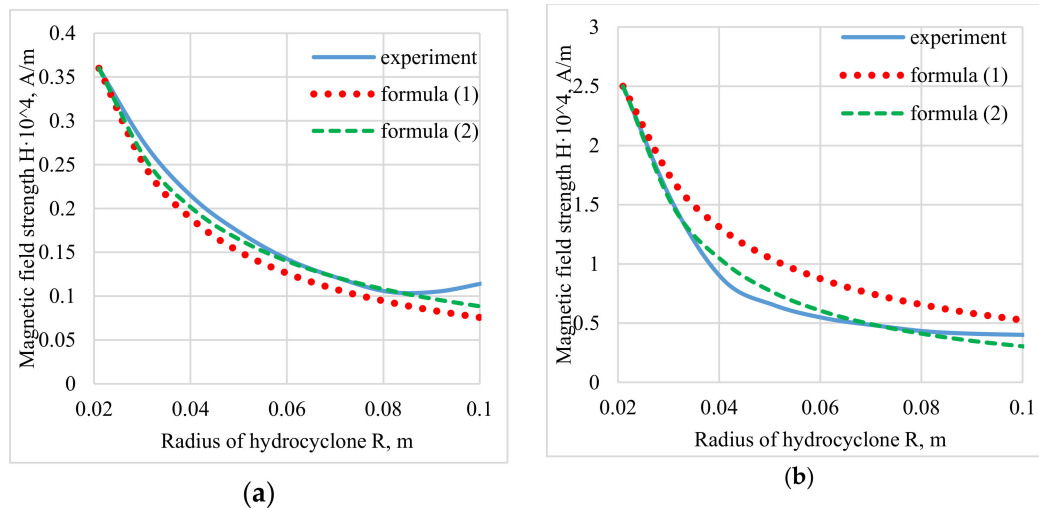 Magnetic field strength H·10^4, A/m
0.4
0.35
0.3
0.25
0.2
0.15
0.1
0.05
0
experiment
formula (1)
formula (2)
0.02 0.04 0.06 0.08 0.1
Radius of hydrocyclone R, m
(a)
Magnetic field strength H·10^4, A/m
3
2.5
2
1.5
1
0.5
0
experiment
formula (1)
formula (2)
0.02 0.04 0.06 0.08 0.1
Radius of hydrocyclone R, m
(b)